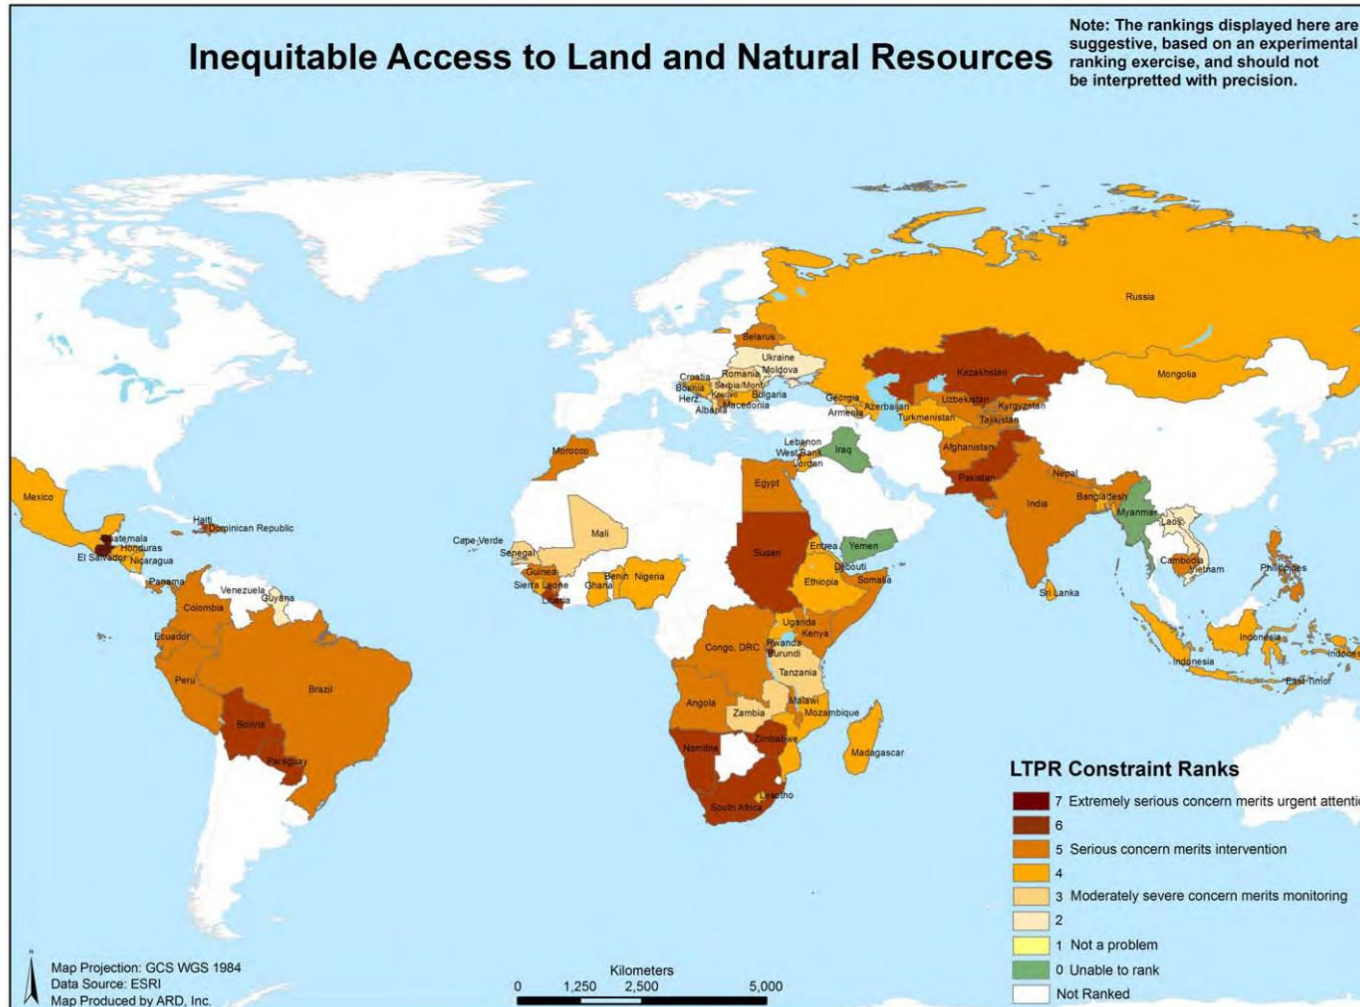 Inequitable Access to Land and Natural Resources
Note: The rankings displayed here are
suggestive, based on an experimental
ranking exercise, and should not
be interpretted with precision.
Russia
Belarus
Ukraine
Moldova
Romania
Croatia
Bosnia
Herz.
Serbia/Mont.
Kosovo
Bulgaria
Macedonia
Albania
Kazakhstan
Mongolia
Georgia
Armenia
Azerbaijan
Uzbekistan
Kyrgyzstan
Turkmenistan
Tajikistan
Lebanon
West Bank
Jordan
Iraq
Afghanistan
Pakistan
Nepal
India
Bangladesh
Myanmar
Laos
Cambodia
Vietnam
Philippines
Sri Lanka
Indonesia
Indonesia
Indones
East Timor
Morocco
Egypt
Mexico
Haiti
Dominican Republic
Guatemala
Honduras
El Salvador
Nicaragua
Panama
Venezuela
Guyana
Colombia
Ecuador
Peru
Brazil
Bolivia
Paraguay
Cape Verde
Senegal
Mali
Guinea
Sierra Leone
Liberia
Ghana
Benin
Nigeria
Sudan
Eritrea
Yemen
Djibouti
Ethiopia
Somalia
Uganda
Kenya
Congo, DRC
Rwanda
Burundi
Tanzania
Angola
Zambia
Malawi
Mozambique
Zimbabwe
Namibia
Madagascar
South Africa
Lesotho
LTPR Constraint Ranks
7 Extremely serious concern merits urgent attentio
6
5 Serious concern merits intervention
4
3 Moderately severe concern merits monitoring
2
1 Not a problem
0 Unable to rank
Not Ranked
N
Map Projection: GCS WGS 1984
Data Source: ESRI
Map Produced by ARD, Inc.
Kilometers
0 1,250 2,500 5,000